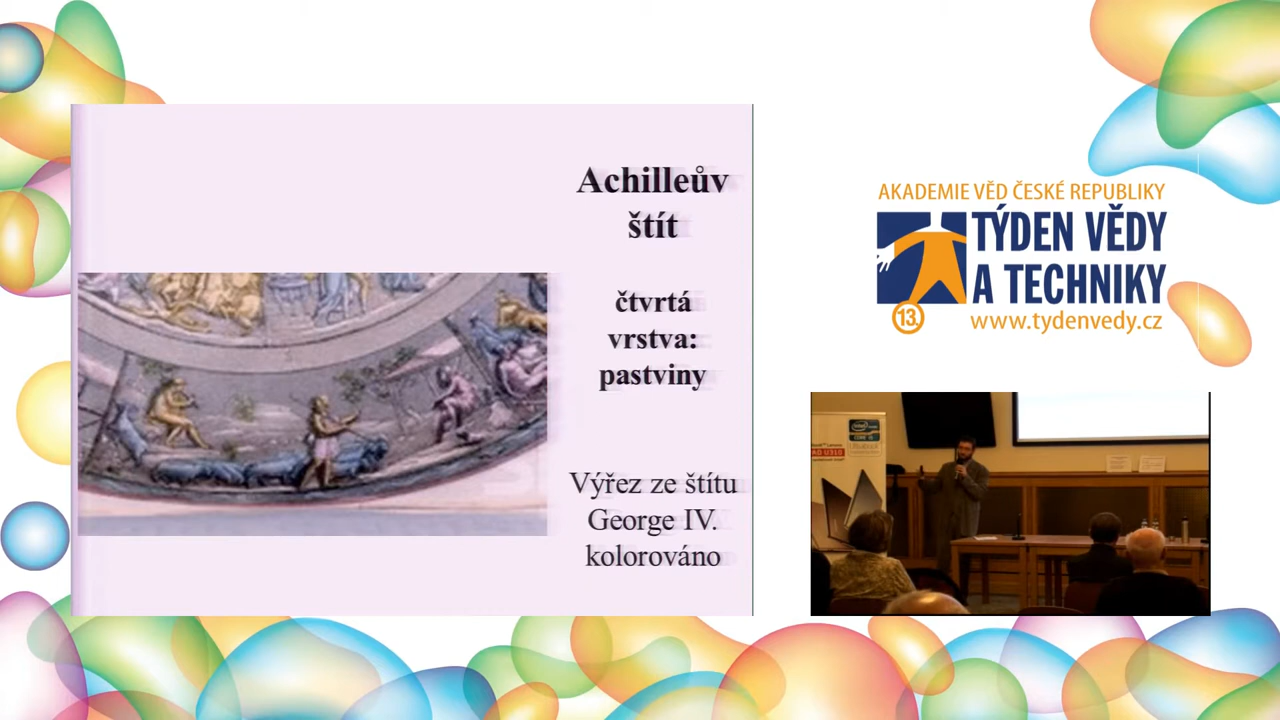 Achilleův
štít
čtvrtá
vrstva:
pastviny
Výřez ze štítu
George IV.
kolorováno
AKADEMIE VĚD ČESKÉ REPUBLIKY
TÝDEN VĚDY
A TECHNIKY
13.
www.tydenvedy.cz